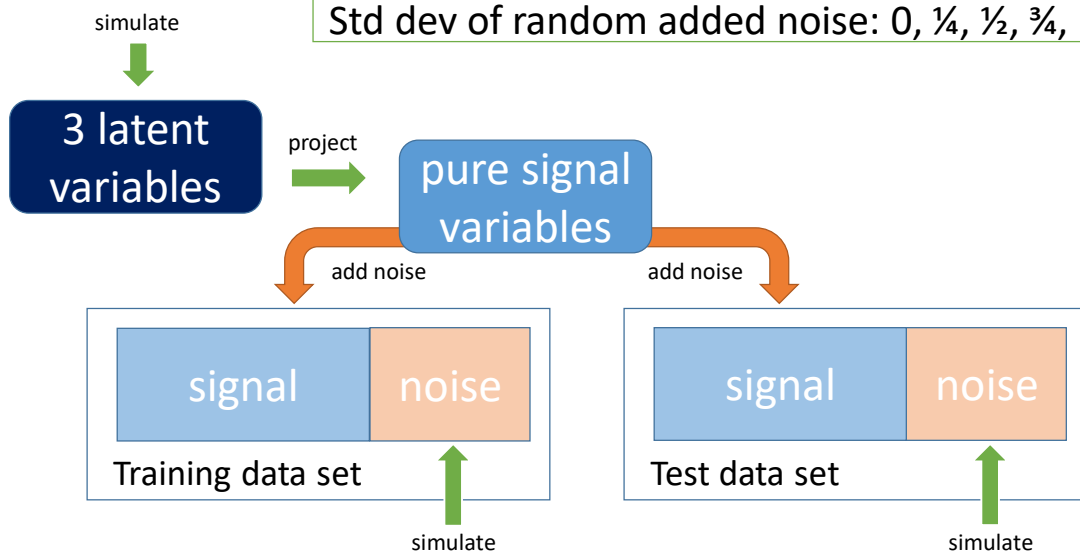 simulate
Std dev of random added noise: 0, ¼, ½, ¾,
3 latent
variables
project
pure signal
variables
add noise
add noise
signal
noise
signal
noise
Training data set
Test data set
simulate
simulate